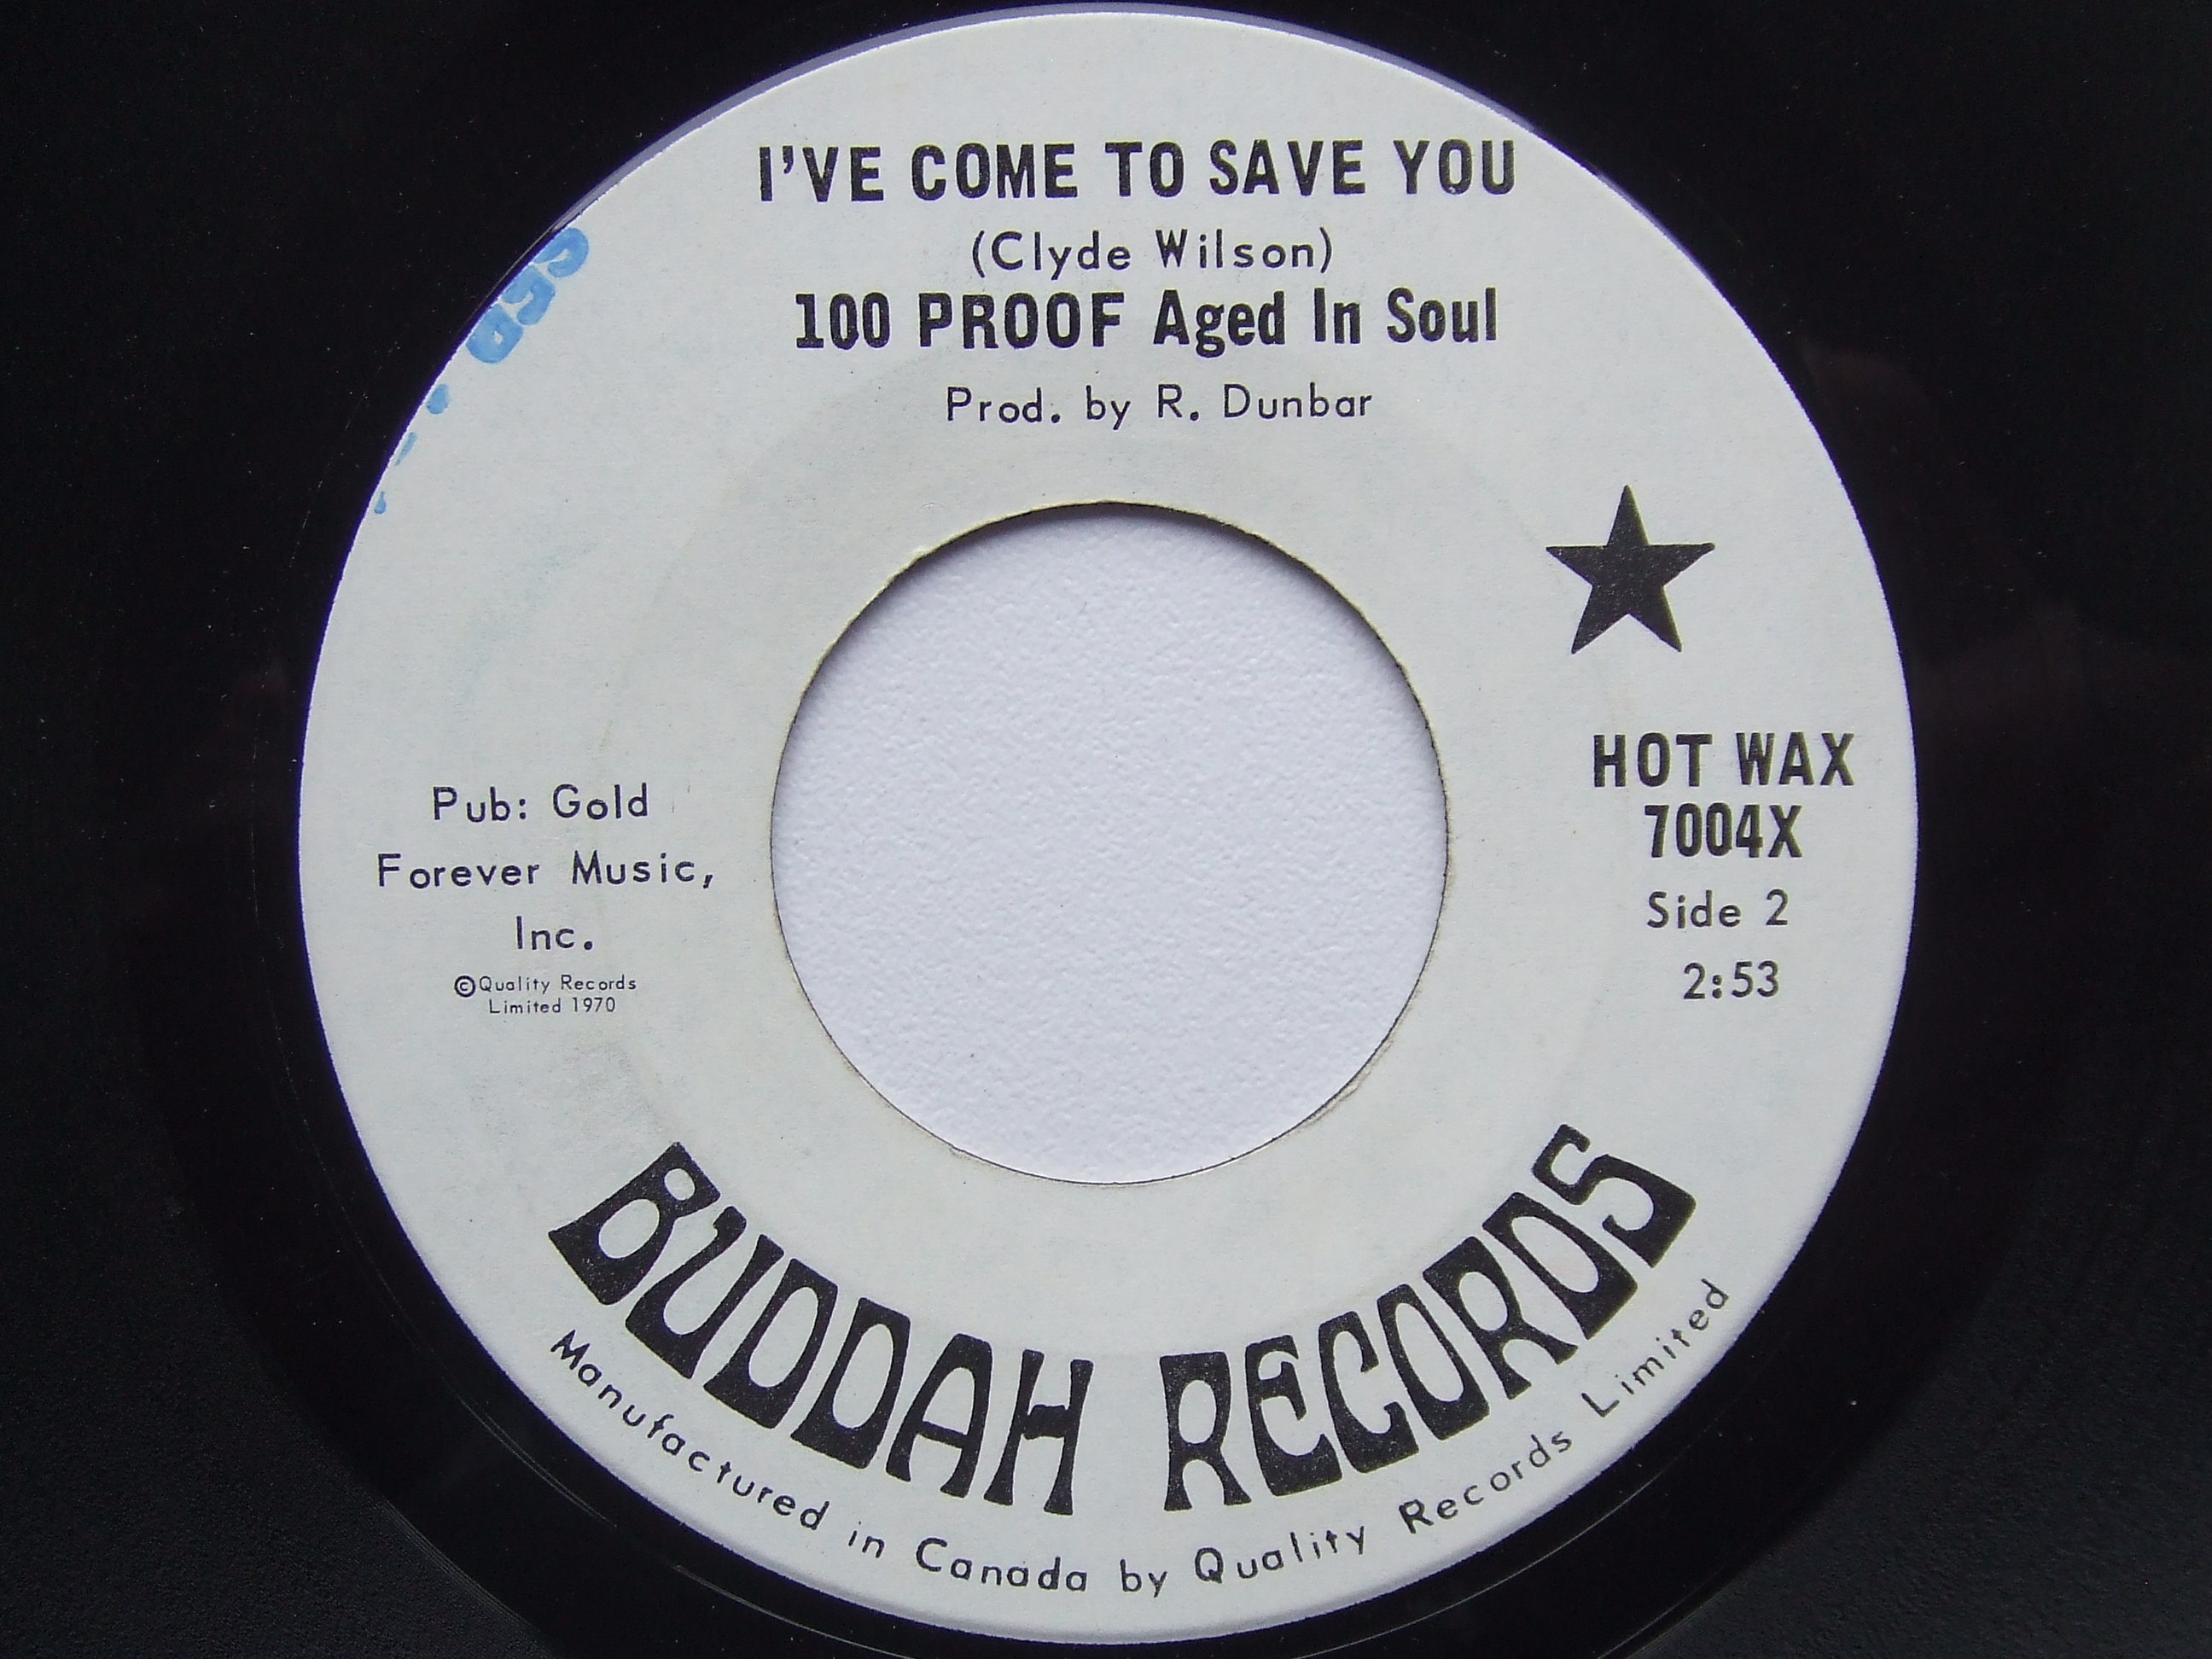 I'VE COME TO SAVE YOU
(Clyde Wilson)
100 PROOF Aged In Soul
Prod. by R. Dunbar
HOT WAX
7004X
Side 2
2:53
Pub: Gold
Forever Music,
Inc.
©Quality Records
Limited 1970
BUDDAH RECORDS
Manufactured in Canada by Quality Records Limited